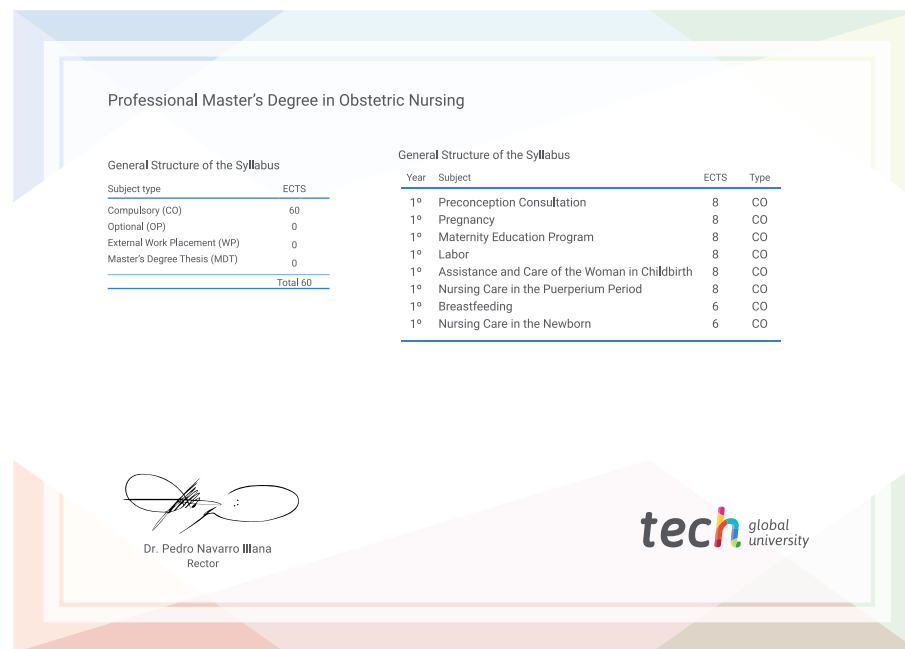 Professional Master's Degree in Obstetric Nursing
General Structure of the Syllabus
Subject type ECTS
Compulsory (CO) 60
Optional (OP) 0
External Work Placement (WP) 0
Master's Degree Thesis (MDT) 0
Total 60
General Structure of the Syllabus
Year Subject ECTS Type
1º Preconception Consultation 8 CO
1º Pregnancy 8 CO
1º Maternity Education Program 8 CO
1º Labor 8 CO
1º Assistance and Care of the Woman in Childbirth 8 CO
1º Nursing Care in the Puerperium Period 8 CO
1º Breastfeeding 6 CO
1º Nursing Care in the Newborn 6 CO
Dr. Pedro Navarro Illana
Rector
tech global
university